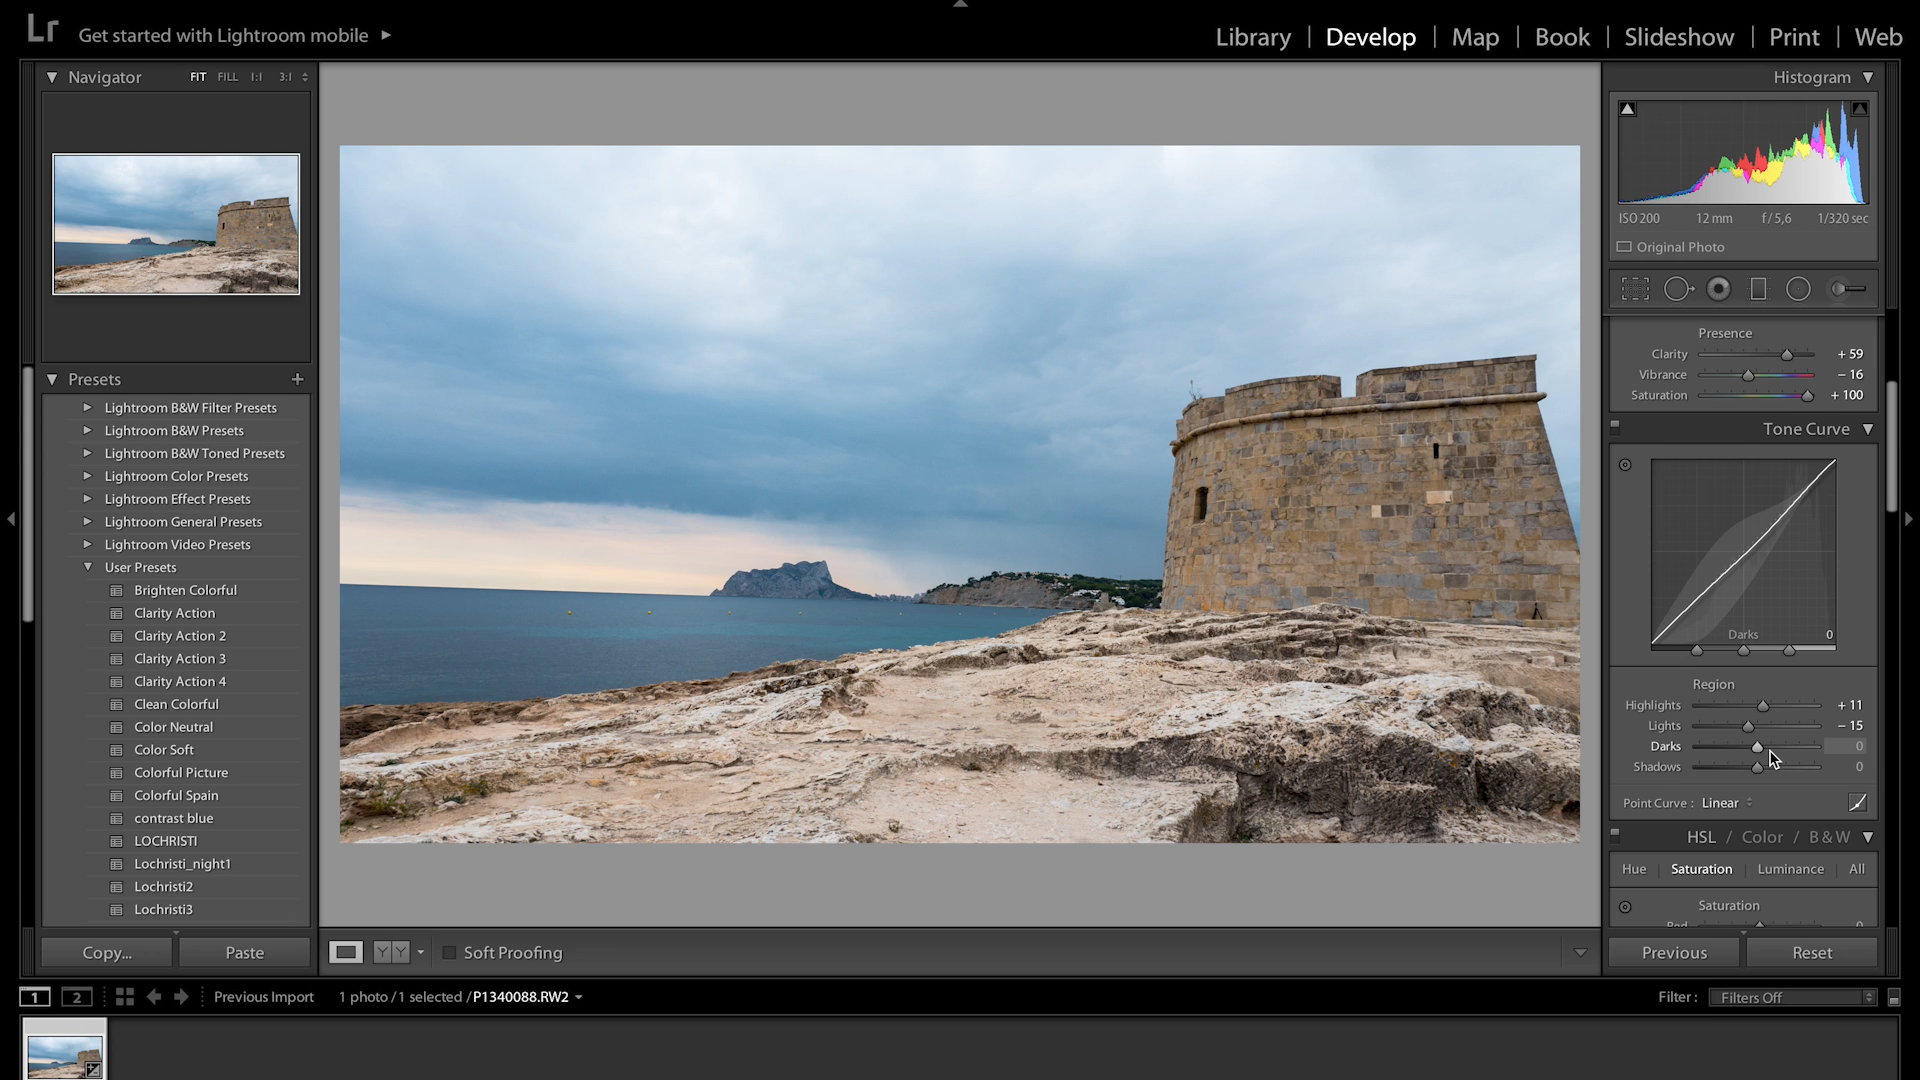 Lr Get started with Lightroom mobile
Library | Develop | Map | Book | Slideshow | Print | Web
Navigator FIT FILL 1:1 3:1
Presets +
Lightroom B&W Filter Presets
Lightroom B&W Presets
Lightroom B&W Toned Presets
Lightroom Color Presets
Lightroom Effect Presets
Lightroom General Presets
Lightroom Video Presets
User Presets
Brighten Colorful
Clarity Action
Clarity Action 2
Clarity Action 3
Clarity Action 4
Clean Colorful
Color Neutral
Color Soft
Colorful Picture
Colorful Spain
contrast blue
LOCHRISTI
Lochristi_night1
Lochristi2
Lochristi3
Copy... Paste
Histogram
ISO 200 12 mm f / 5,6 1/320 sec
Original Photo
Presence
Clarity + 59
Vibrance − 16
Saturation + 100
Tone Curve
Darks 0
Region
Highlights + 11
Lights − 15
Darks 0
Shadows 0
Point Curve : Linear
HSL / Color / B & W
Hue | Saturation | Luminance | All
Saturation
Red 0
Previous Reset
Y Y Soft Proofing
1 2 Previous Import 1 photo / 1 selected / P1340088.RW2
Filter : Filters Off